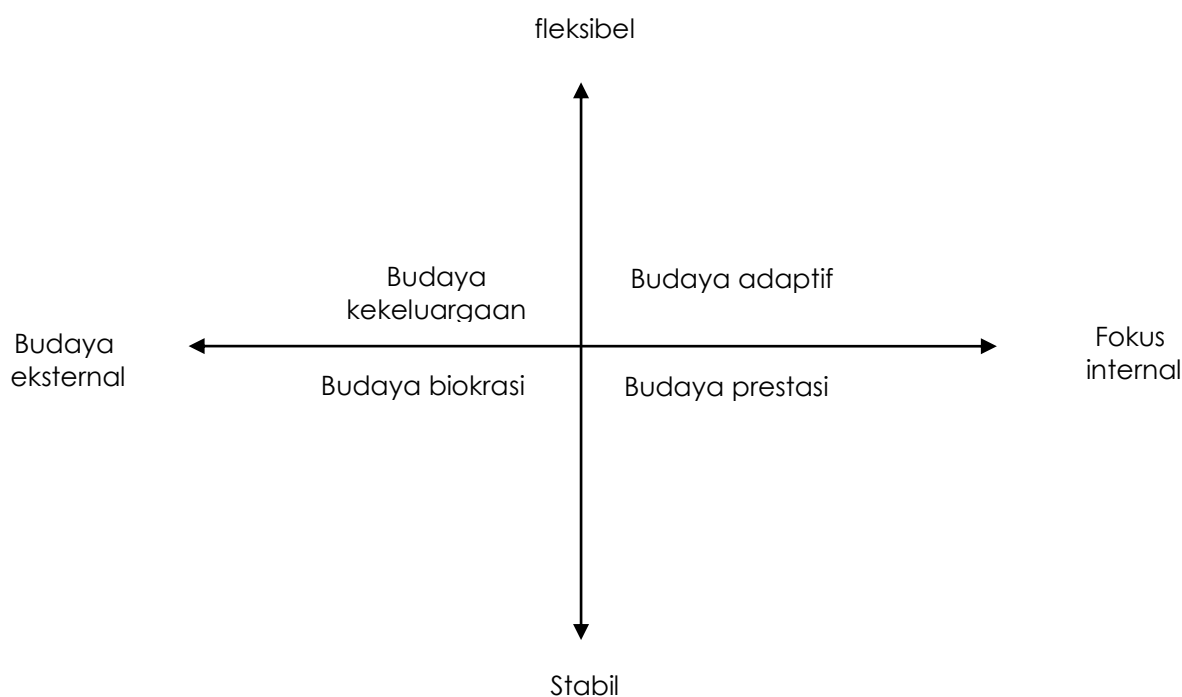 fleksibel
Budaya
kekeluargaan
Budaya adaptif
Budaya
eksternal
Fokus
internal
Budaya biokrasi
Budaya prestasi
Stabil